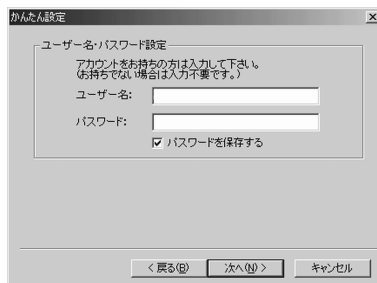 かんたん設定
ユーザー名・パスワード設定
アカウントをお持ちの方は入力して下さい。
(お持ちでない場合は入力不要です。)
ユーザー名:
パスワード:
パスワードを保存する
< 戻る(B)
次へ(N) >
キャンセル